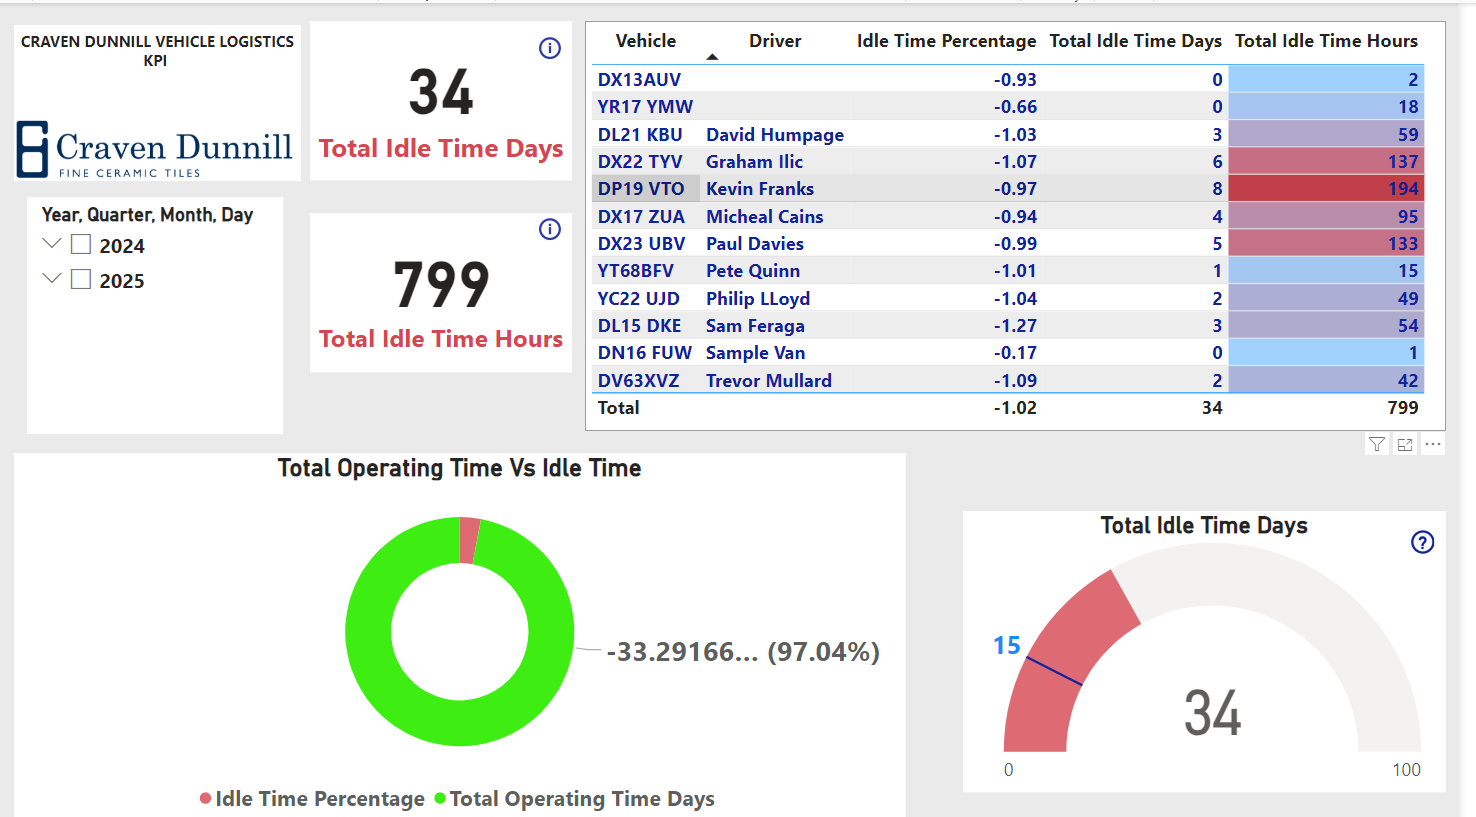 CRAVEN DUNNILL VEHICLE LOGISTICS
KPI
Craven Dunnill
FINE CERAMIC TILES
34
Total Idle Time Days
799
Total Idle Time Hours
Year, Quarter, Month, Day
2024
2025
Vehicle Driver Idle Time Percentage Total Idle Time Days Total Idle Time Hours
DX13AUV -0.93 0 2
YR17 YMW -0.66 0 18
DL21 KBU David Humpage -1.03 3 59
DX22 TYV Graham Ilic -1.07 6 137
DP19 VTO Kevin Franks -0.97 8 194
DX17 ZUA Micheal Cains -0.94 4 95
DX23 UBV Paul Davies -0.99 5 133
YT68BFV Pete Quinn -1.01 1 15
YC22 UJD Philip LLoyd -1.04 2 49
DL15 DKE Sam Feraga -1.27 3 54
DN16 FUW Sample Van -0.17 0 1
DV63XVZ Trevor Mullard -1.09 2 42
Total -1.02 34 799
Total Operating Time Vs Idle Time
-33.29166... (97.04%)
Idle Time Percentage Total Operating Time Days
Total Idle Time Days
?
15
34
0 100